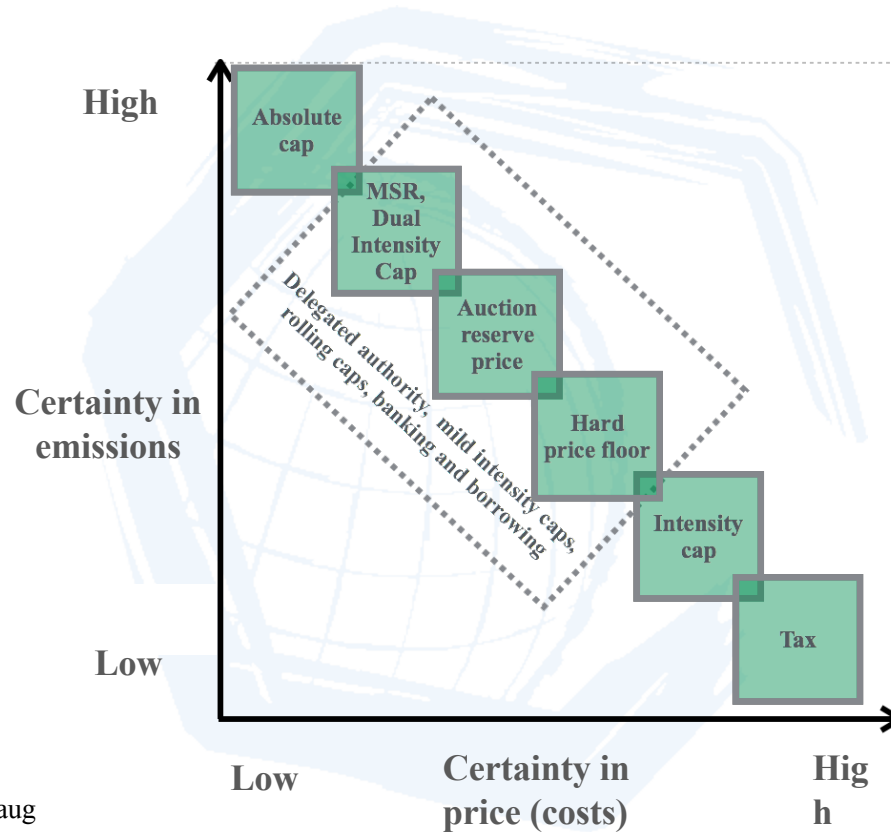 High
Absolute
cap
MSR,
Dual
Intensity
Cap
Delegated authority, mild intensity caps,
rolling caps, banking and borrowing
Auction
reserve
price
Certainty in
emissions
Hard
price floor
Intensity
cap
Low
Tax
Low
Certainty in
price (costs)
Hig
h
aug